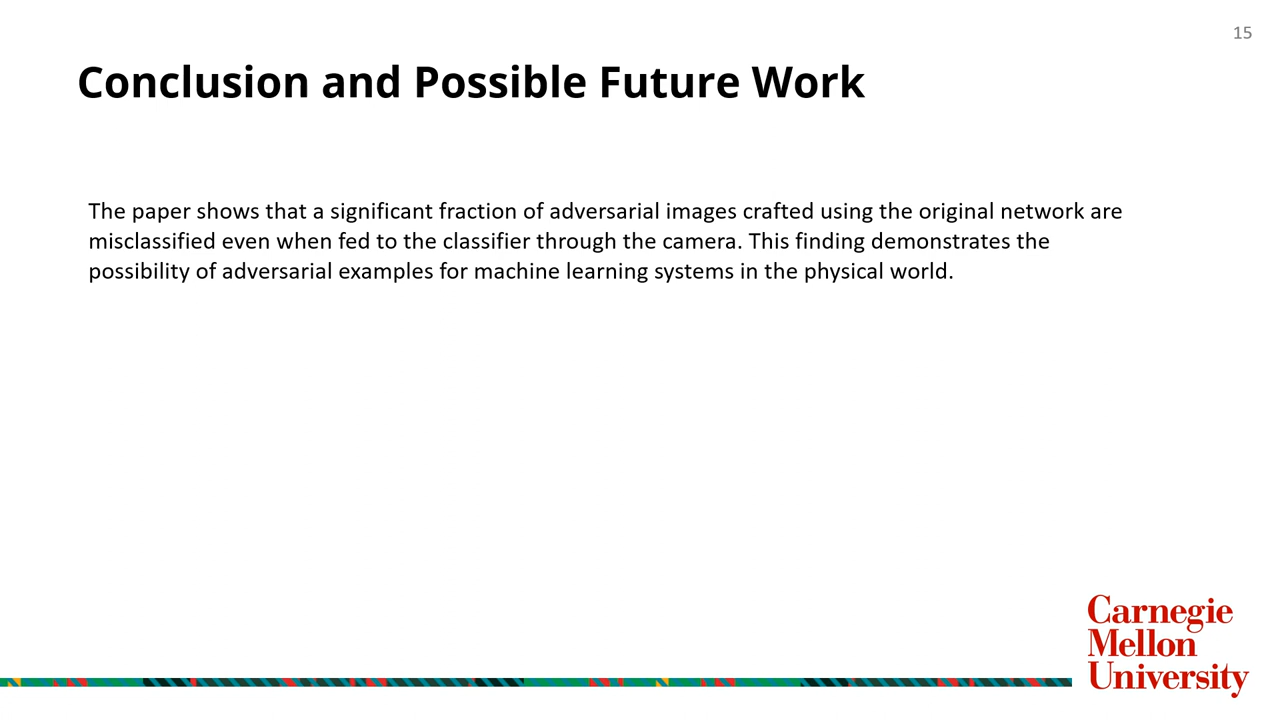 15
Conclusion and Possible Future Work
The paper shows that a significant fraction of adversarial images crafted using the original network are
misclassified even when fed to the classifier through the camera. This finding demonstrates the
possibility of adversarial examples for machine learning systems in the physical world.
Carnegie
Mellon
University